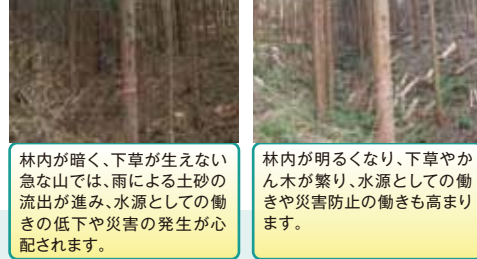 林内が暗く、下草が生えない
急な山では、雨による土砂の
流出が進み、水源としての働
きの低下や災害の発生が心
配されます。
林内が明るくなり、下草やか
ん木が繁り、水源としての働
きや災害防止の働きも高まり
ます。